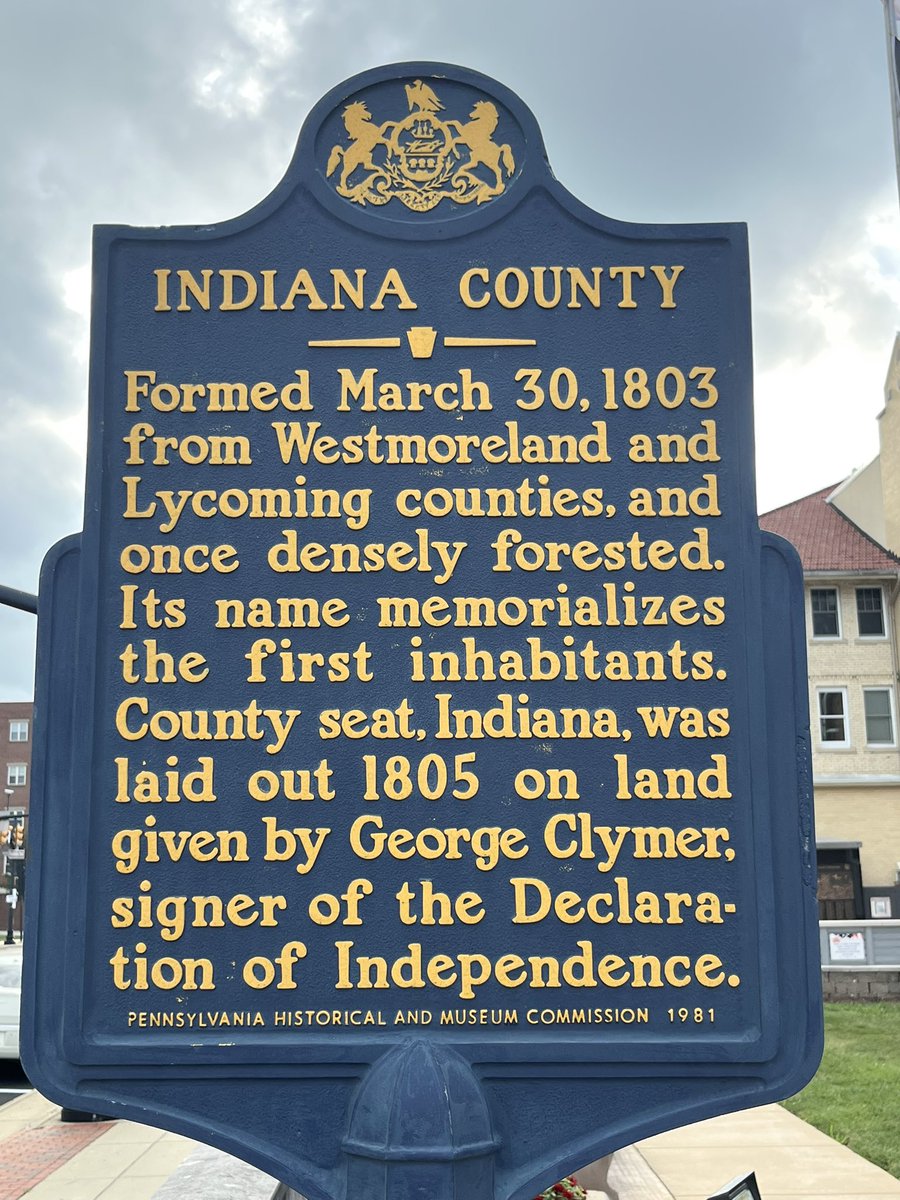 INDIANA COUNTY
Formed March 30, 1803
from Westmoreland and
Lycoming counties, and
once densely forested.
Its name memorializes
the first inhabitants.
County seat, Indiana, was
laid out 1805 on land
given by George Clymer,
signer of the Declara-
tion of Independence.
PENNSYLVANIA HISTORICAL AND MUSEUM COMMISSION 1981